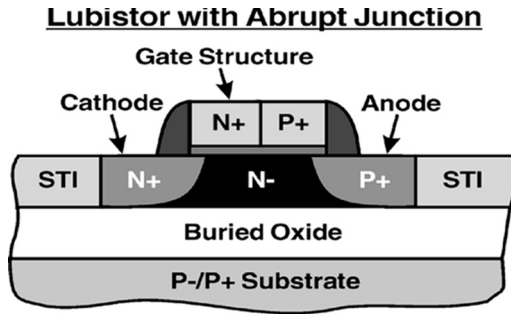 Lubistor with Abrupt Junction
Gate Structure
Cathode
Anode
N+ P+
STI N+ N- P+ STI
Buried Oxide
P-/P+ Substrate